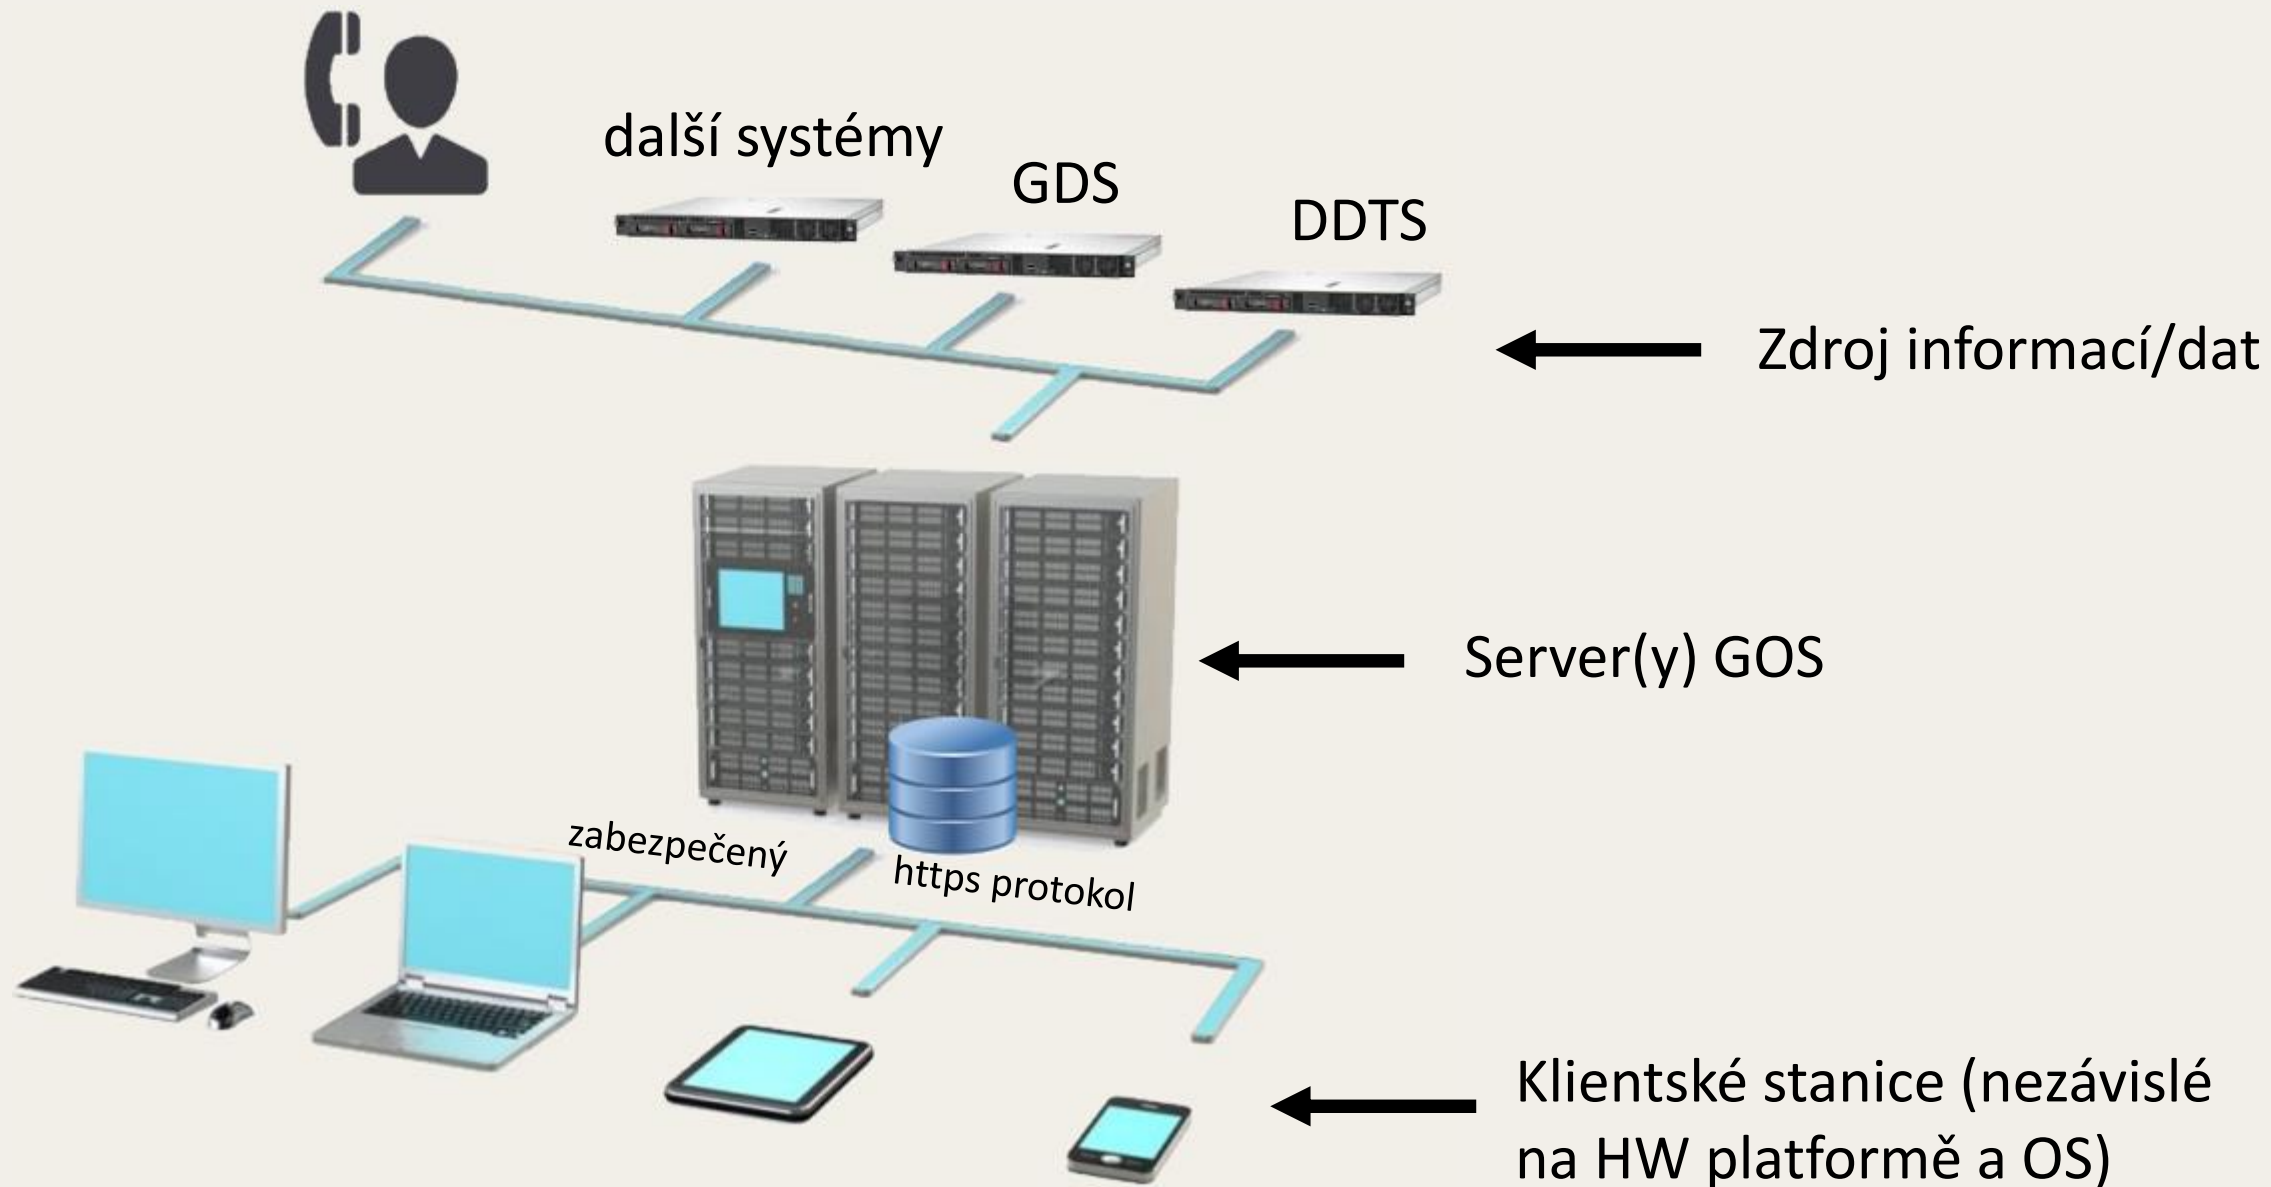 další systémy
GDS
DDTS
Zdroj informací/dat
Server(y) GOS
zabezpečený
https protokol
Klientské stanice (nezávislé
na HW platformě a OS)